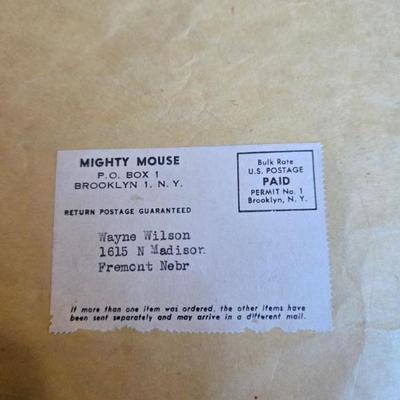 MIGHTY MOUSE
P.O. BOX 1
BROOKLYN 1, N. Y.
Bulk Rate
U.S. POSTAGE
PAID
PERMIT No. 1
Brooklyn, N. Y.
RETURN POSTAGE GUARANTEED
Wayne Wilson
1615 N Madison
Fremont Nebr
If more than one item was ordered, the other items have
been sent separately and may arrive in a different mail.